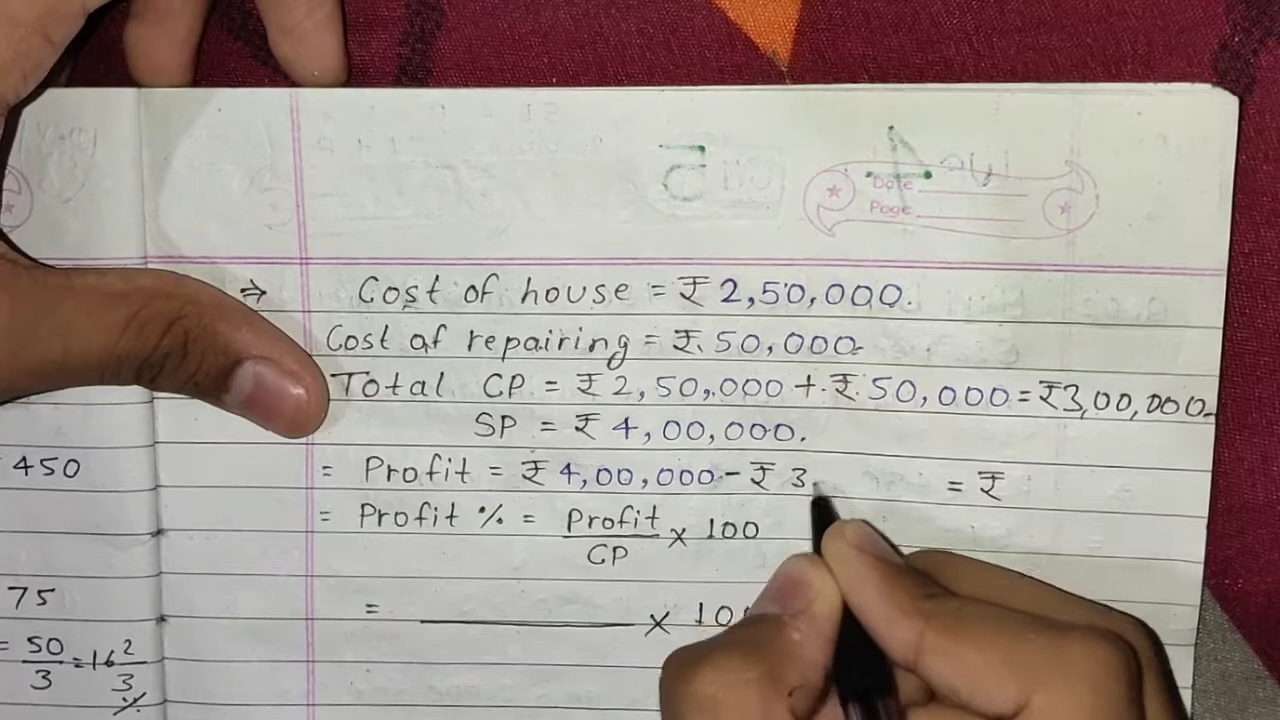 Date
Page
⇒ Cost of house = ₹ 2,50,000.
Cost of repairing = ₹. 50,000.
Total CP = ₹ 2,50,000 + ₹. 50,000 = ₹3,00,000.
SP = ₹ 4,00,000.
450
= Profit = ₹ 4,00,000 - ₹ 3, = ₹
= Profit % = Profit/CP × 100
75
= × 10
= 50/3 = 16 2/3 %